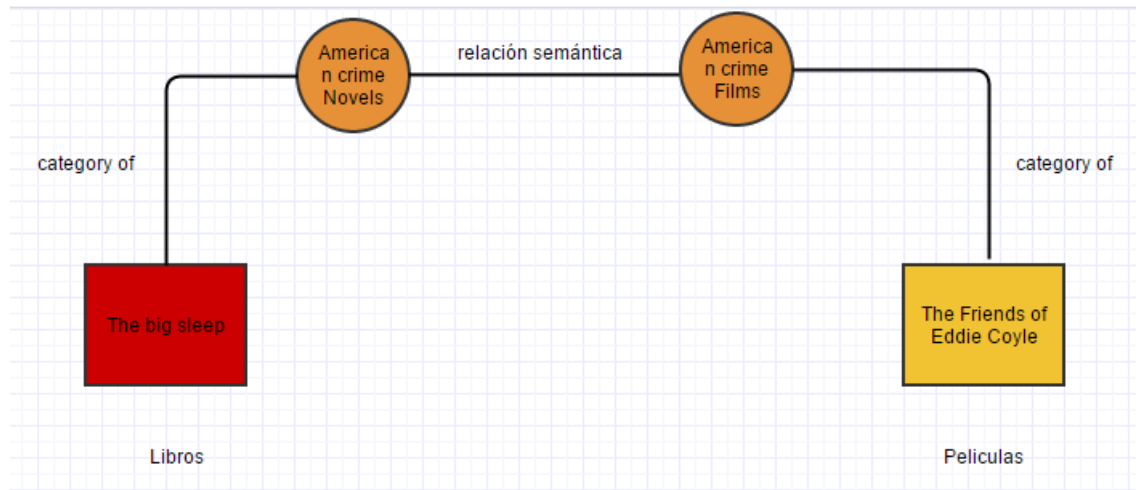 America
n crime
Novels
relación semántica
America
n crime
Films
category of
category of
The big sleep
The Friends of
Eddie Coyle
Libros
Peliculas